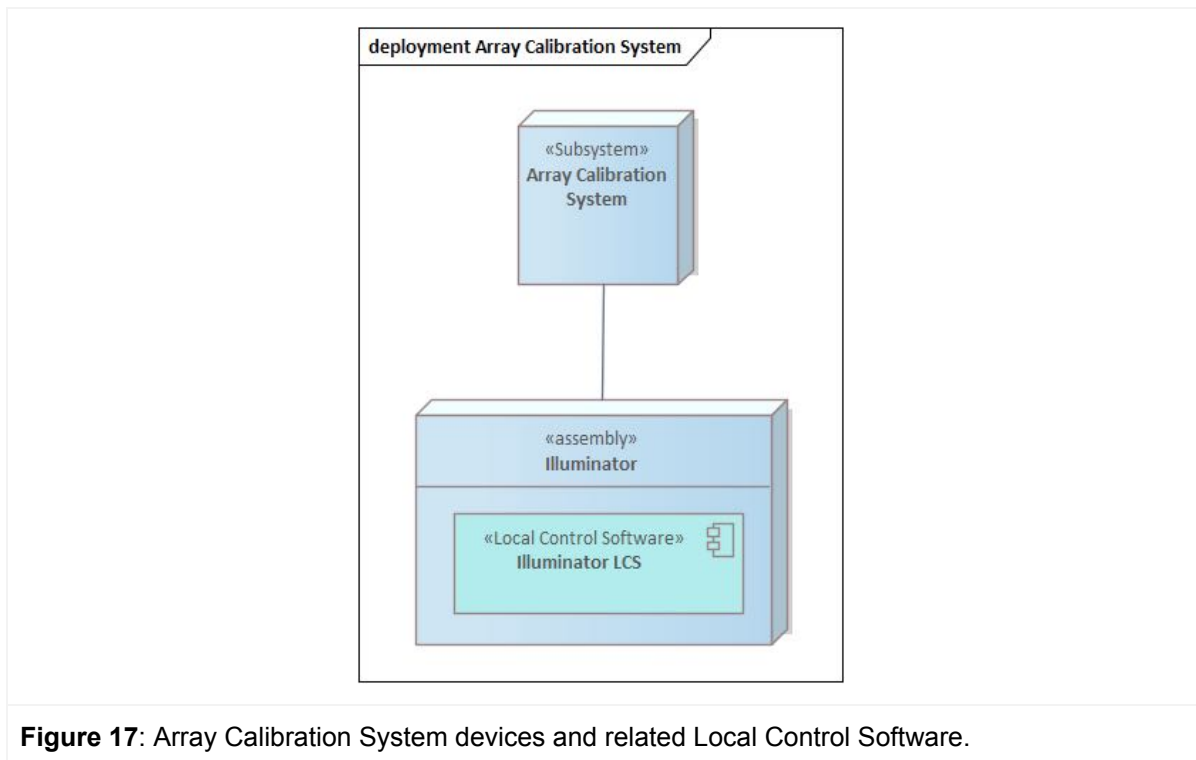 deployment Array Calibration System
«Subsystem»
Array Calibration
System
«assembly»
Illuminator
«Local Control Software»
Illuminator LCS
Figure 17: Array Calibration System devices and related Local Control Software.